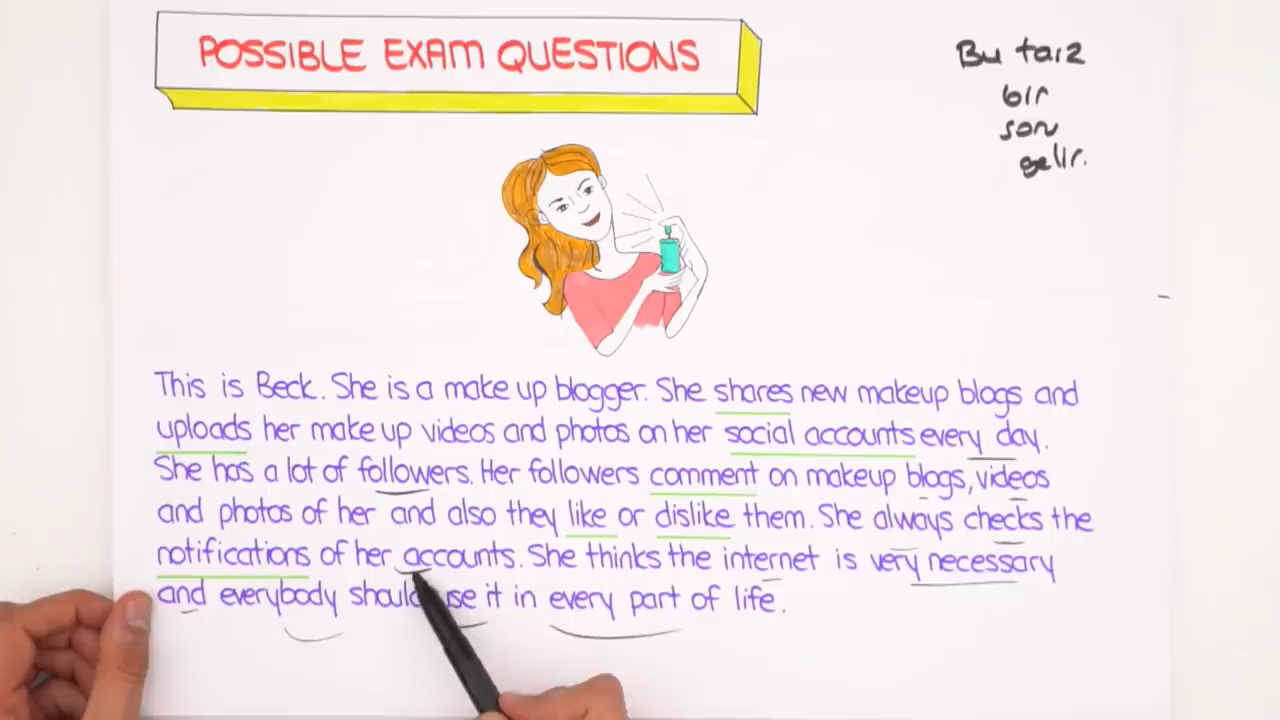 POSSIBLE EXAM QUESTIONS
Bu tarz
bir
soru
gelir.
This is Beck. She is a make up blogger. She shares new makeup blogs and
uploads her make up videos and photos on her social accounts every day.
She has a lot of followers. Her followers comment on makeup blogs, videos
and photos of her and also they like or dislike them. She always checks the
notifications of her accounts. She thinks the internet is very necessary
and everybody should use it in every part of life.